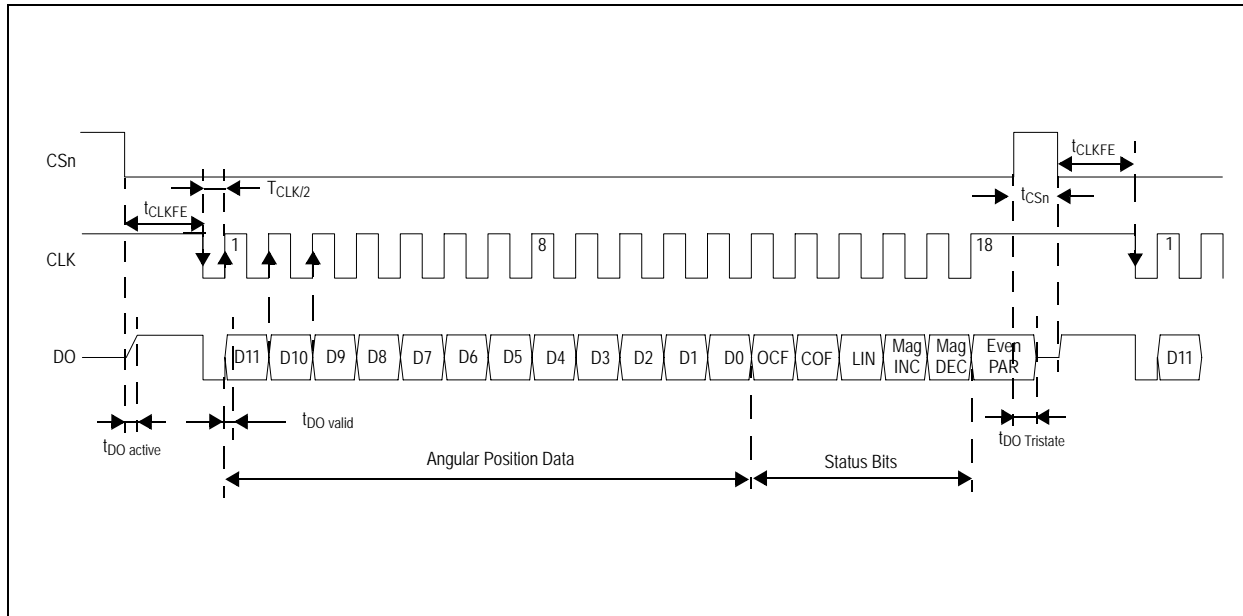 CSn
tCLKFE
TCLK/2
tCSn
tCLKFE
CLK
1
8
18
1
DO
D11
D10
D9
D8
D7
D6
D5
D4
D3
D2
D1
D0
OCF
COF
LIN
Mag
INC
Mag
DEC
Even
PAR
D11
tDO active
tDO valid
tDO Tristate
Angular Position Data
Status Bits